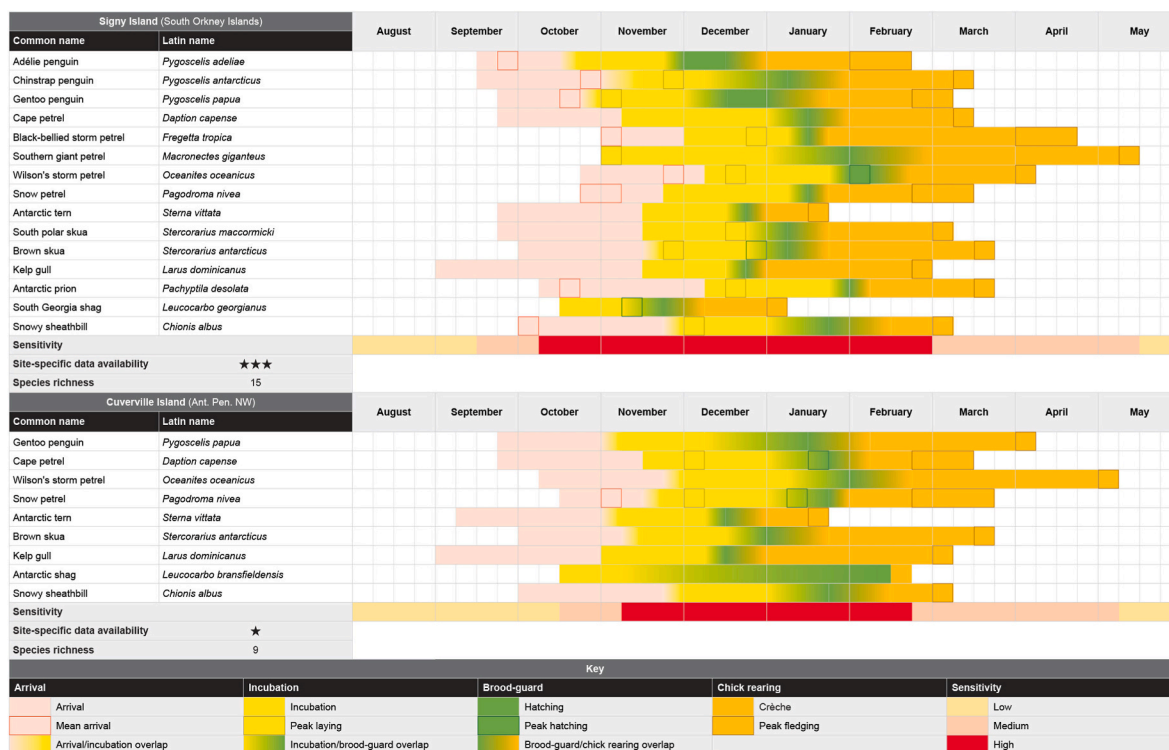 Signy Island (South Orkney Islands)
August September October November December January February March April May
Common name Latin name
Adélie penguin Pygoscelis adeliae
Chinstrap penguin Pygoscelis antarcticus
Gentoo penguin Pygoscelis papua
Cape petrel Daption capense
Black-bellied storm petrel Fregetta tropica
Southern giant petrel Macronectes giganteus
Wilson's storm petrel Oceanites oceanicus
Snow petrel Pagodroma nivea
Antarctic tern Sterna vittata
South polar skua Stercorarius maccormicki
Brown skua Stercorarius antarcticus
Kelp gull Larus dominicanus
Antarctic prion Pachyptila desolata
South Georgia shag Leucocarbo georgianus
Snowy sheathbill Chionis albus
Sensitivity
Site-specific data availability ★★★
Species richness 15
Cuverville Island (Ant. Pen. NW)
August September October November December January February March April May
Common name Latin name
Gentoo penguin Pygoscelis papua
Cape petrel Daption capense
Wilson's storm petrel Oceanites oceanicus
Snow petrel Pagodroma nivea
Antarctic tern Sterna vittata
Brown skua Stercorarius antarcticus
Kelp gull Larus dominicanus
Antarctic shag Leucocarbo bransfieldensis
Snowy sheathbill Chionis albus
Sensitivity
Site-specific data availability ★
Species richness 9
Key
Arrival Incubation Brood-guard Chick rearing Sensitivity
Arrival Incubation Hatching Crèche Low
Mean arrival Peak laying Peak hatching Peak fledging Medium
Arrival/incubation overlap Incubation/brood-guard overlap Brood-guard/chick rearing overlap High